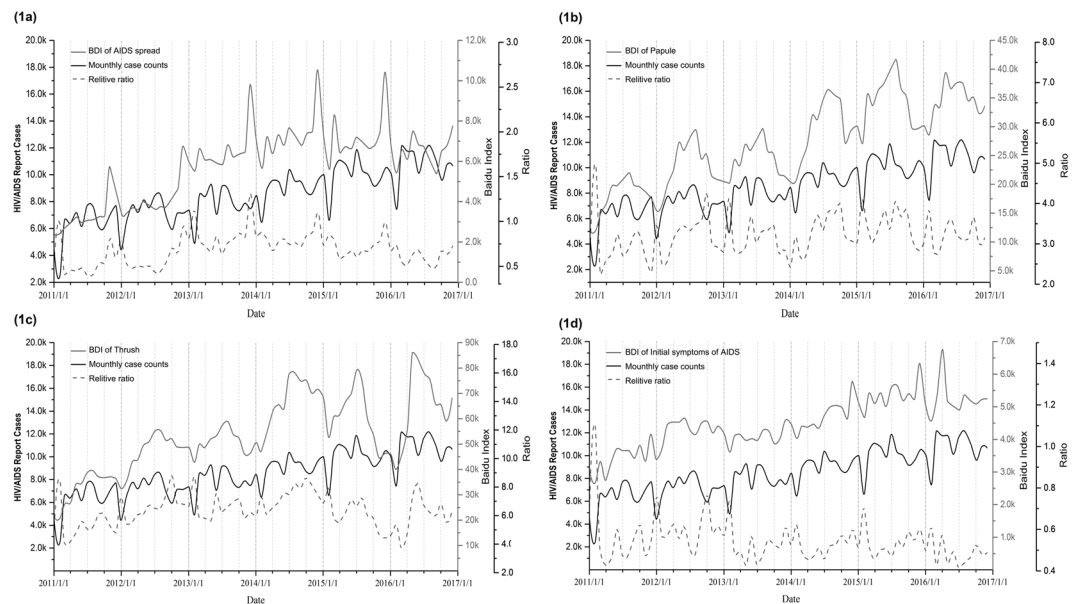 (1a)
20.0k
18.0k
16.0k
14.0k
12.0k
10.0k
8.0k
6.0k
4.0k
2.0k
HIV/AIDS Report Cases
BDI of AIDS spread
Mounthly case counts
Relitive ratio
12.0k
10.0k
8.0k
6.0k
4.0k
2.0k
0.0
Baidu Index
3.0
2.5
2.0
1.5
1.0
0.5
Ratio
2011/1/1 2012/1/1 2013/1/1 2014/1/1 2015/1/1 2016/1/1 2017/1/1
Date
(1b)
20.0k
18.0k
16.0k
14.0k
12.0k
10.0k
8.0k
6.0k
4.0k
2.0k
HIV/AIDS Report Cases
BDI of Papule
Mounthly case counts
Relitive ratio
45.0k
40.0k
35.0k
30.0k
25.0k
20.0k
15.0k
10.0k
5.0k
Baidu Index
8.0
7.0
6.0
5.0
4.0
3.0
2.0
Ratio
2011/1/1 2012/1/1 2013/1/1 2014/1/1 2015/1/1 2016/1/1 2017/1/1
Date
(1c)
20.0k
18.0k
16.0k
14.0k
12.0k
10.0k
8.0k
6.0k
4.0k
2.0k
HIV/AIDS Report Cases
BDI of Thrush
Mounthly case counts
Relitive ratio
90k
80k
70k
60k
50k
40k
30k
20k
10k
Baidu Index
18.0
16.0
14.0
12.0
10.0
8.0
6.0
4.0
2.0
Ratio
2011/1/1 2012/1/1 2013/1/1 2014/1/1 2015/1/1 2016/1/1 2017/1/1
Date
(1d)
20.0k
18.0k
16.0k
14.0k
12.0k
10.0k
8.0k
6.0k
4.0k
2.0k
HIV/AIDS Report Cases
BDI of Initial symptoms of AIDS
Mounthly case counts
Relitive ratio
7.0k
6.0k
5.0k
4.0k
3.0k
2.0k
1.0k
Baidu Index
1.4
1.2
1.0
0.8
0.6
0.4
Ratio
2011/1/1 2012/1/1 2013/1/1 2014/1/1 2015/1/1 2016/1/1 2017/1/1
Date